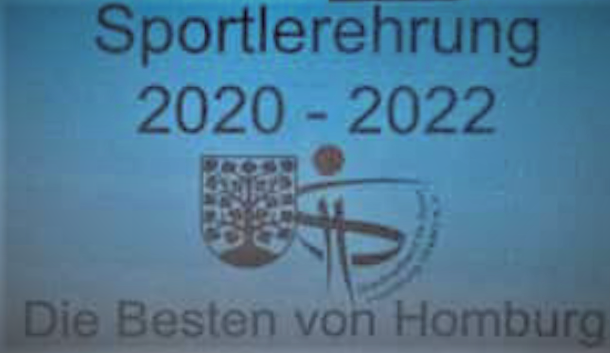 Sportlerehrung
2020 - 2022
Die Besten von Homburg